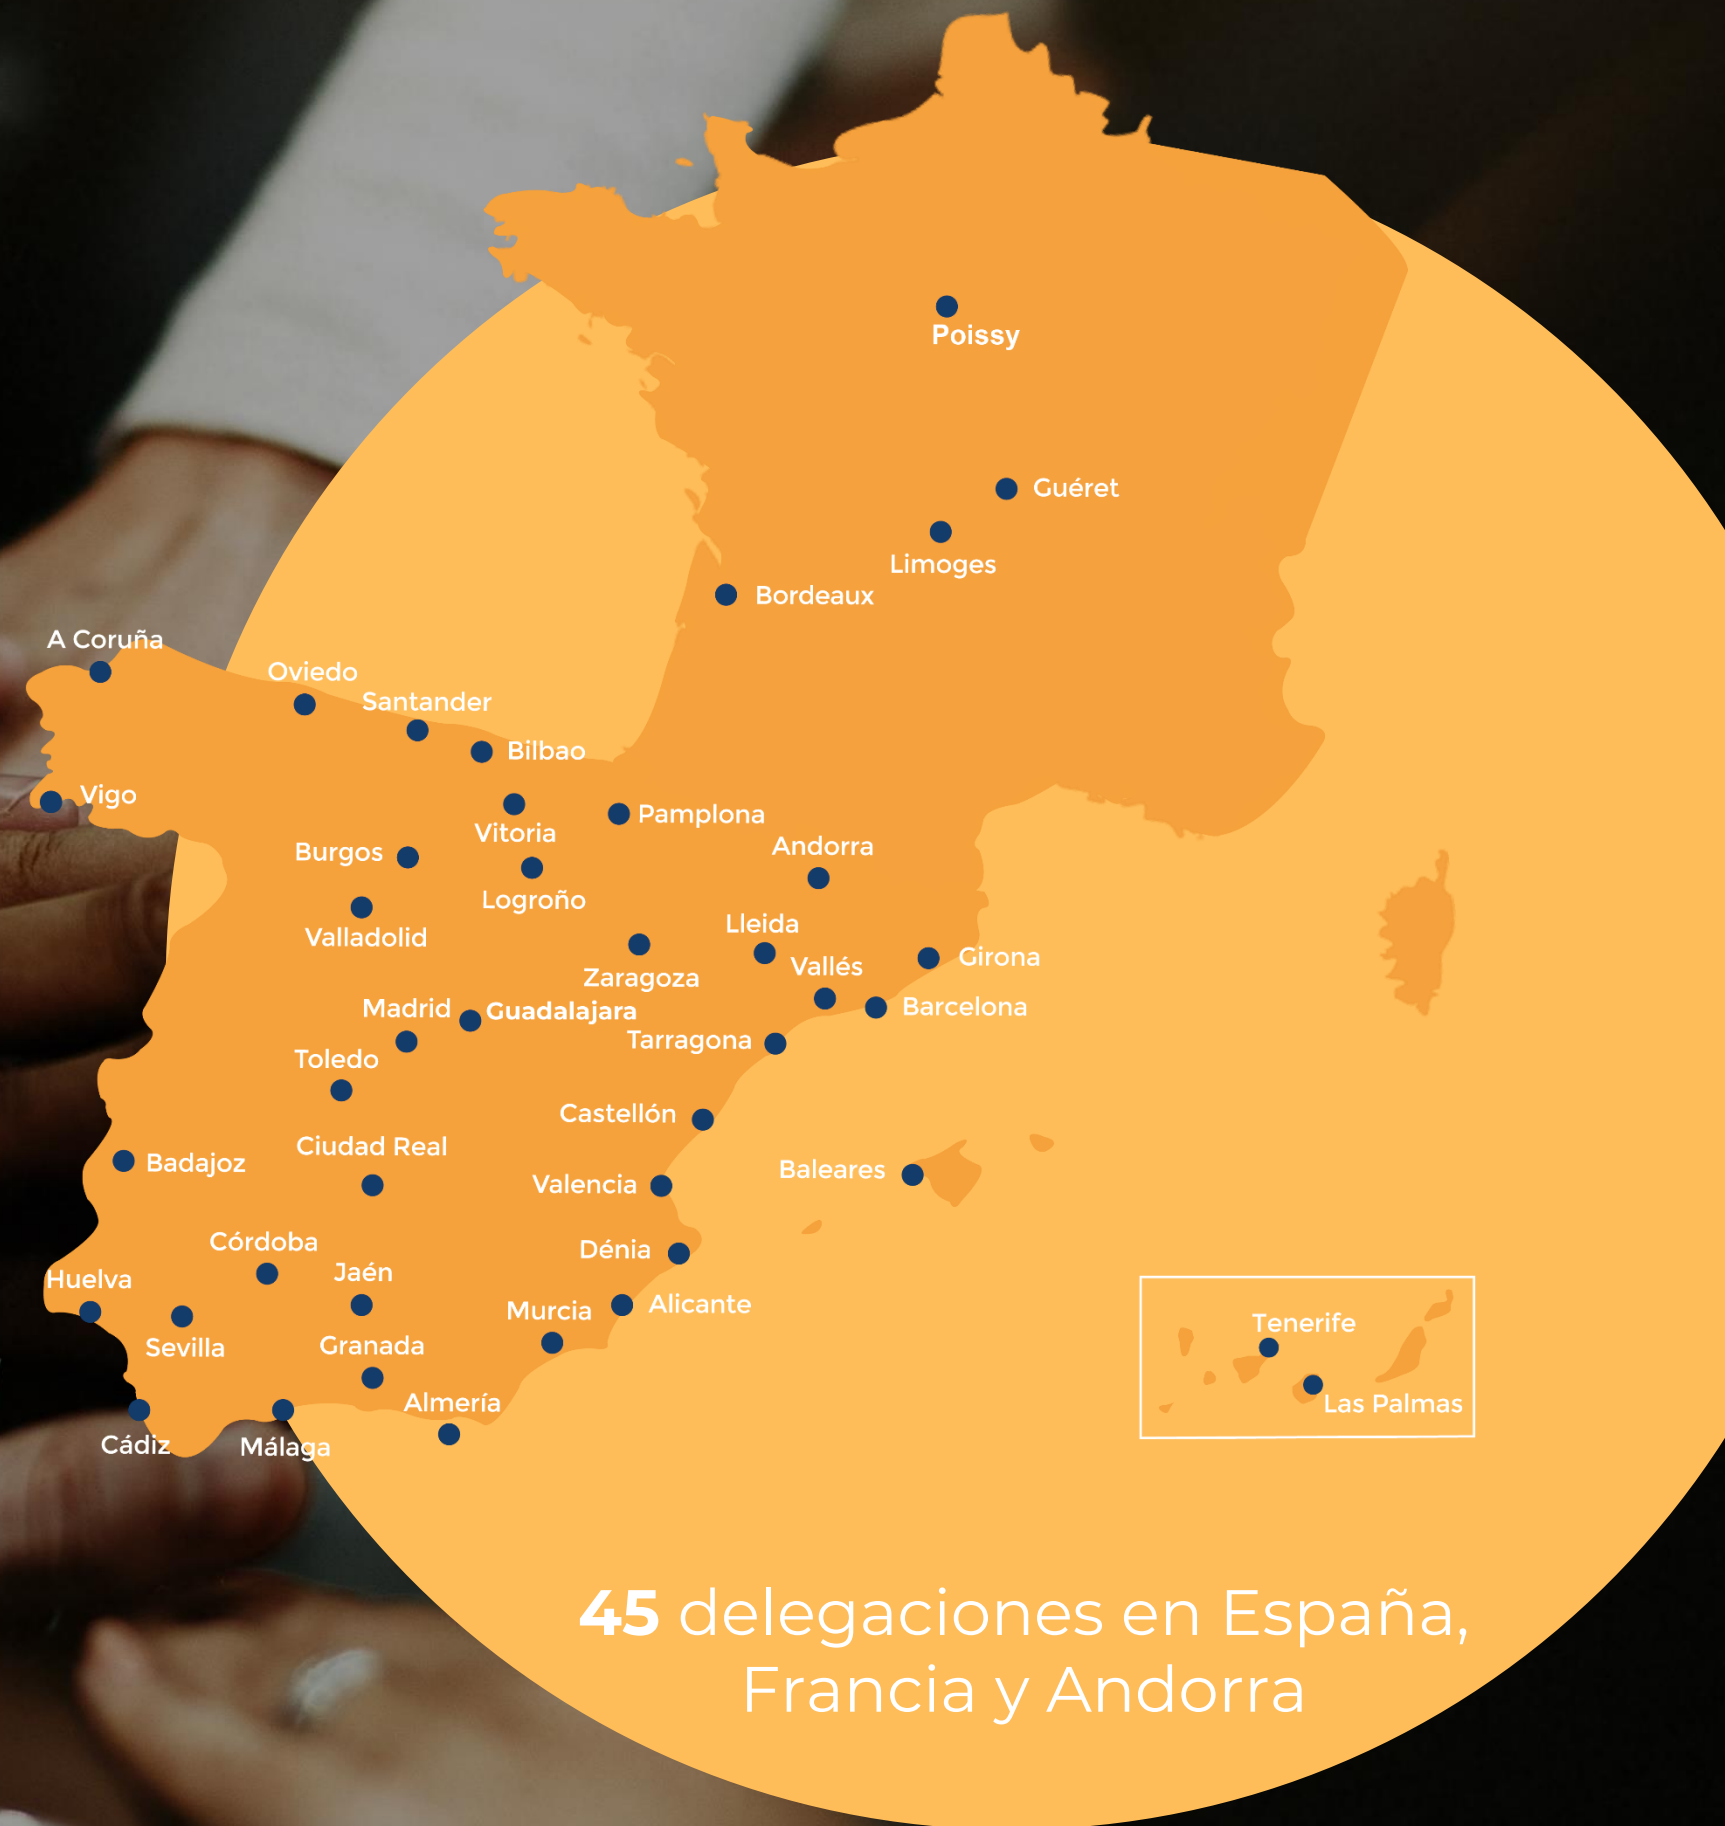 Poissy
Guéret
Limoges
Bordeaux
A Coruña
Oviedo
Santander
Bilbao
Vigo
Pamplona
Vitoria
Andorra
Burgos
Logroño
Lleida
Valladolid
Girona
Vallés
Zaragoza
Madrid
Guadalajara
Barcelona
Tarragona
Toledo
Castellón
Ciudad Real
Badajoz
Baleares
Valencia
Córdoba
Dénia
Jaén
Huelva
Alicante
Murcia
Tenerife
Granada
Sevilla
Almería
Las Palmas
Cádiz
Málaga
45 delegaciones en España,
Francia y Andorra